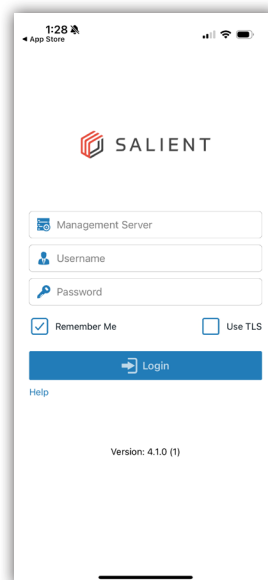 1:28
App Store
SALIENT
Management Server
Username
Password
Remember Me
Use TLS
Login
Help
Version: 4.1.0 (1)